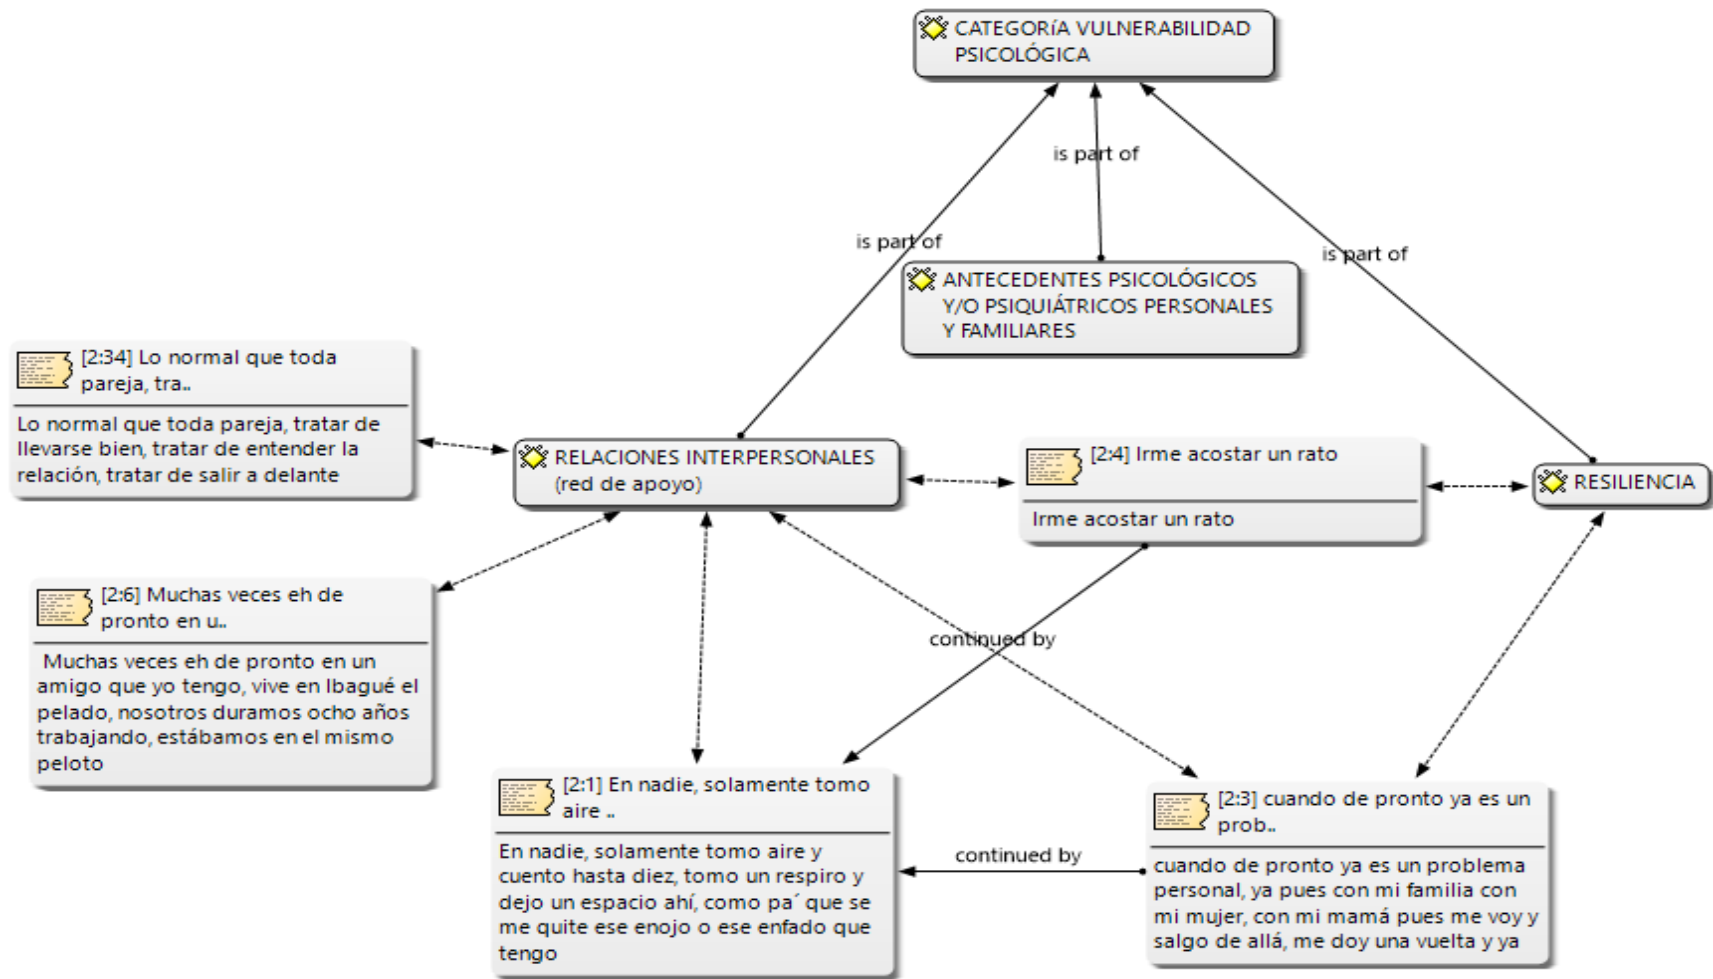 CATEGORíA VULNERABILIDAD
PSICOLÓGICA
is part of
is part of
is part of
ANTECEDENTES PSICOLÓGICOS
Y/O PSIQUIÁTRICOS PERSONALES
Y FAMILIARES
[2:34] Lo normal que toda
pareja, tra..
Lo normal que toda pareja, tratar de
llevarse bien, tratar de entender la
relación, tratar de salir a delante
RELACIONES INTERPERSONALES
(red de apoyo)
[2:4] Irme acostar un rato
Irme acostar un rato
RESILIENCIA
[2:6] Muchas veces eh de
pronto en u..
Muchas veces eh de pronto en un
amigo que yo tengo, vive en Ibagué el
pelado, nosotros duramos ocho años
trabajando, estábamos en el mismo
peloto
continued by
[2:1] En nadie, solamente tomo
aire ..
En nadie, solamente tomo aire y
cuento hasta diez, tomo un respiro y
dejo un espacio ahí, como pa´ que se
me quite ese enojo o ese enfado que
tengo
continued by
[2:3] cuando de pronto ya es un
prob..
cuando de pronto ya es un problema
personal, ya pues con mi familia con
mi mujer, con mi mamá pues me voy y
salgo de allá, me doy una vuelta y ya